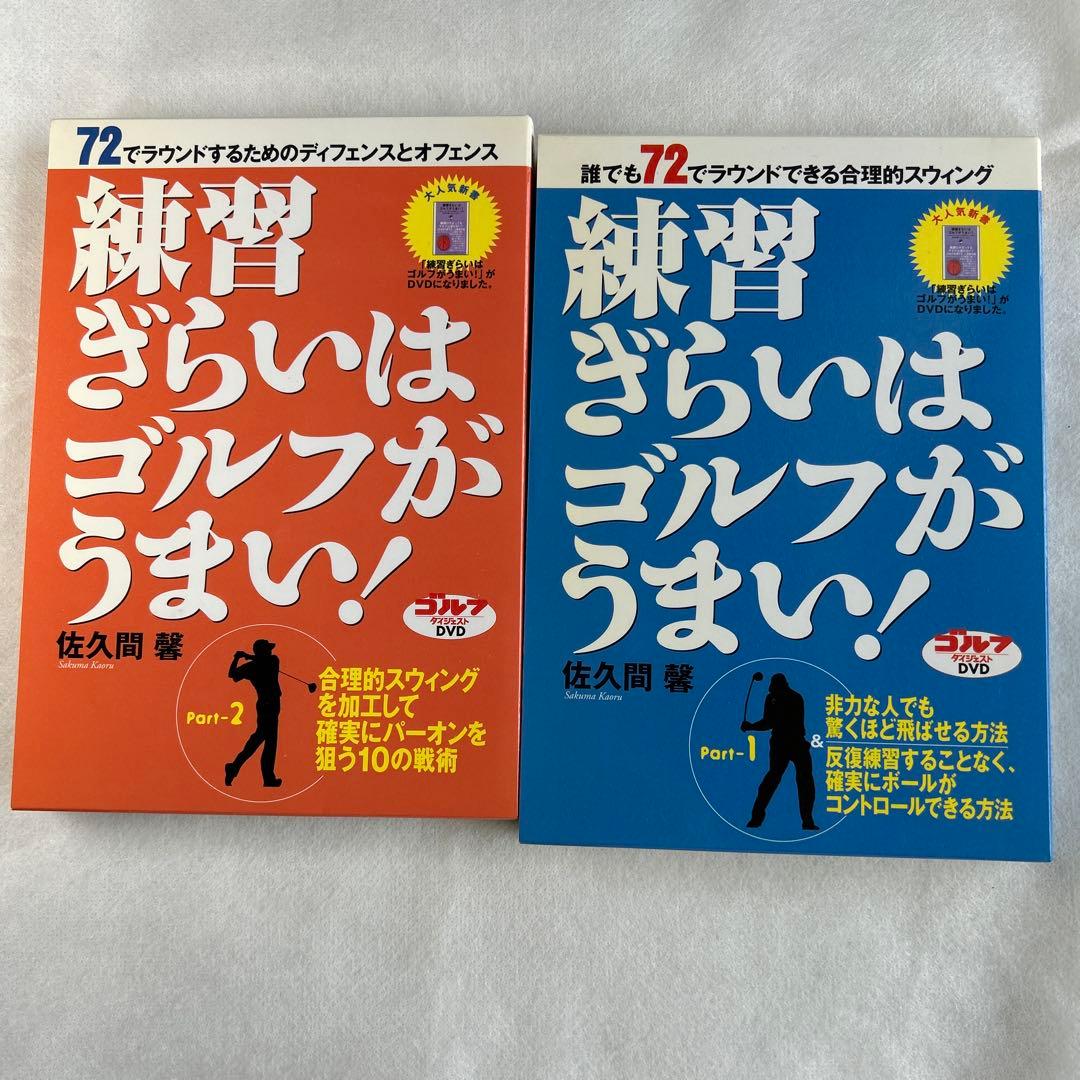 72でラウンドするためのディフェンスとオフェンス
練習
ぎらいは
ゴルフが
うまい!
大人気新書
「練習ぎらいは
ゴルフがうまい!」が
DVDになりました。
ゴルフ
ダイジェスト
DVD
佐久間 馨
Sakuma Kaoru
Part-2
合理的スウィング
を加工して
確実にパーオンを
狙う10の戦術
誰でも72でラウンドできる合理的スウィング
練習
ぎらいは
ゴルフが
うまい!
大人気新書
「練習ぎらいは
ゴルフがうまい!」が
DVDになりました。
ゴルフ
ダイジェスト
DVD
佐久間 馨
Sakuma Kaoru
Part-1
非力な人でも
驚くほど飛ばせる方法
&
反復練習することなく、
確実にボールが
コントロールできる方法